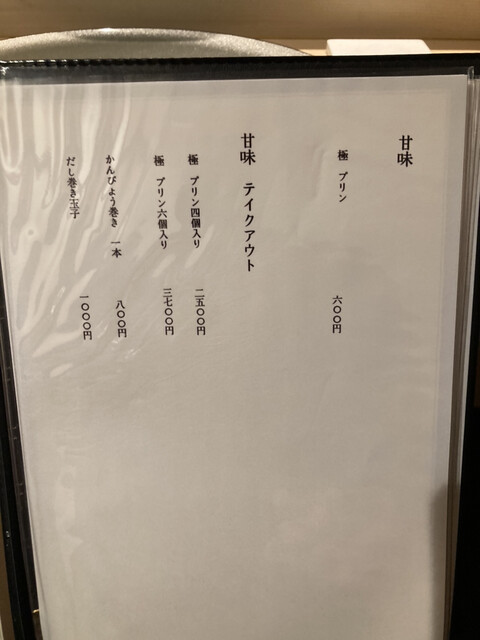 甘味
極 プリン 六〇〇円
甘味 テイクアウト
極 プリン四個入り 二五〇〇円
極 プリン六個入り 三七〇〇円
かんぴょう巻き 一本 八〇〇円
だし巻き玉子 一〇〇〇円